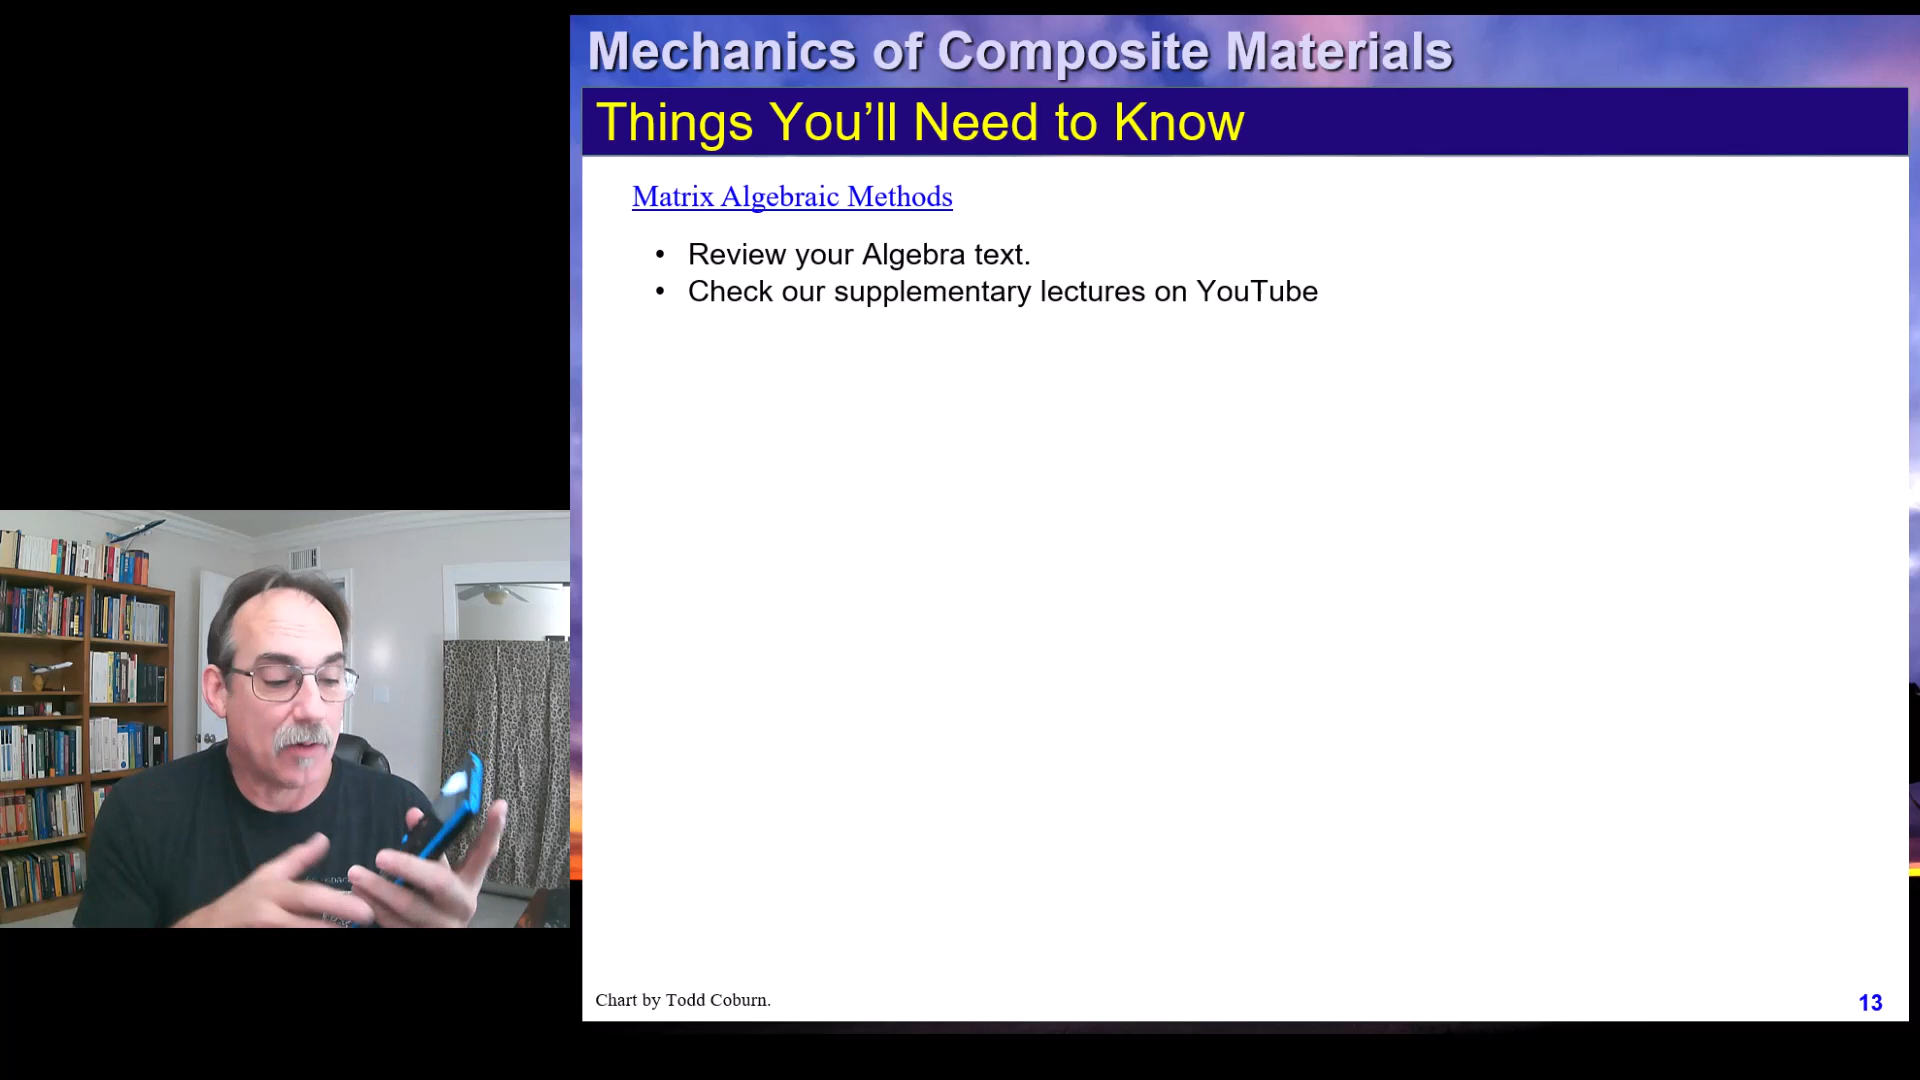 Mechanics of Composite Materials
Things You’ll Need to Know
Matrix Algebraic Methods
• Review your Algebra text.
• Check our supplementary lectures on YouTube
Chart by Todd Coburn.
13